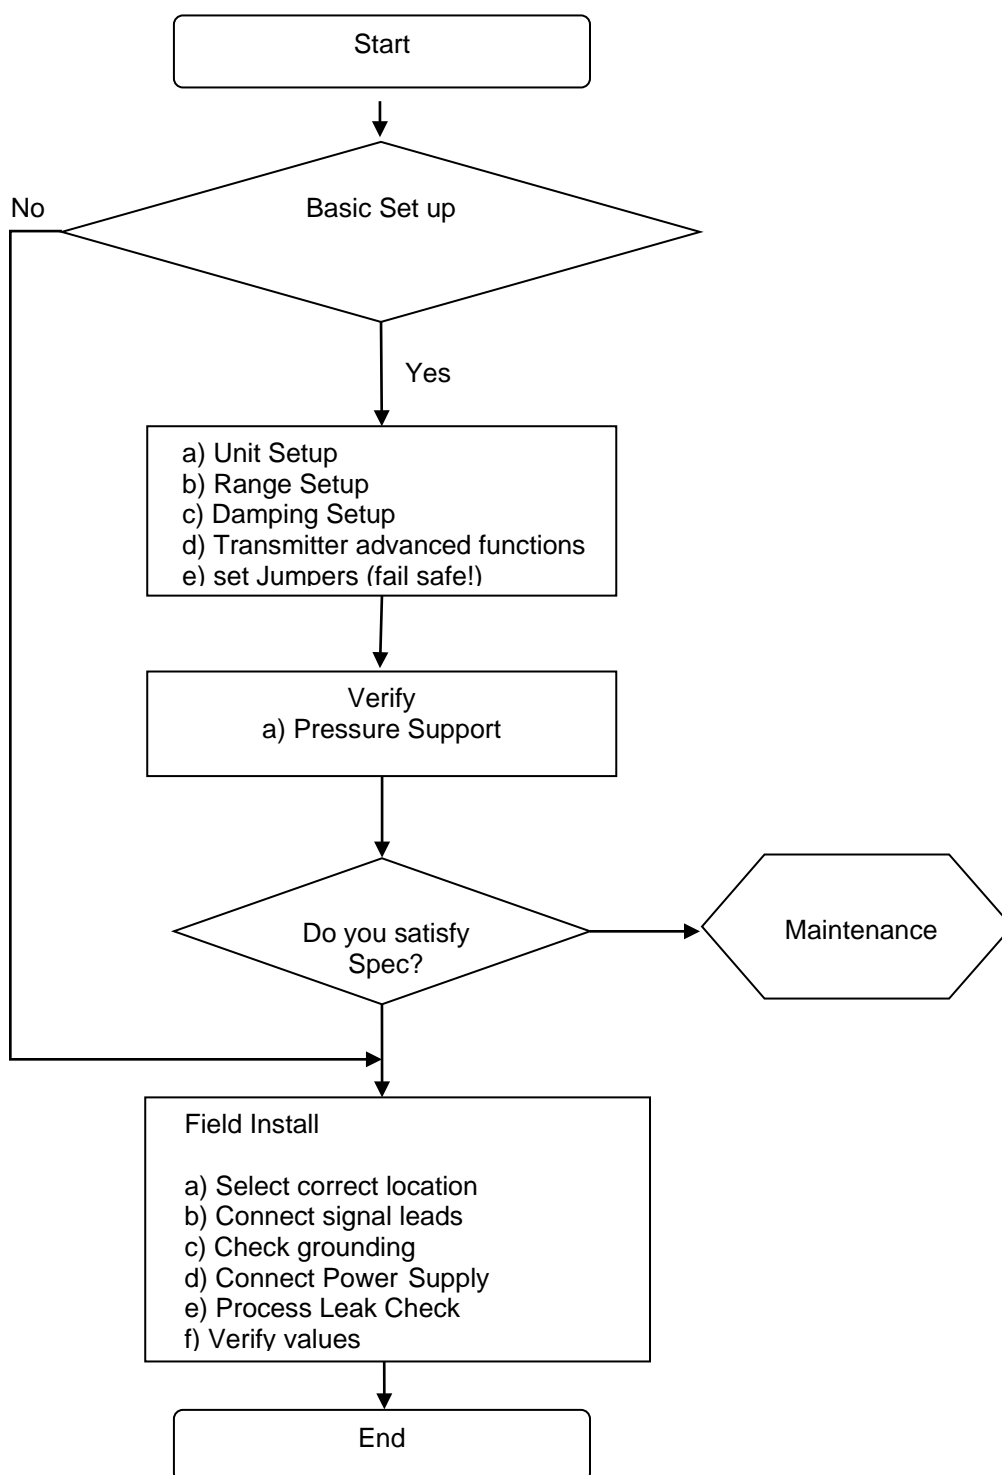 Start
No
Basic Set up
Yes
a) Unit Setup
b) Range Setup
c) Damping Setup
d) Transmitter advanced functions
e) set Jumpers (fail safe!)
Verify
a) Pressure Support
Do you satisfy
Spec?
Maintenance
Field Install
a) Select correct location
b) Connect signal leads
c) Check grounding
d) Connect Power Supply
e) Process Leak Check
f) Verify values
End